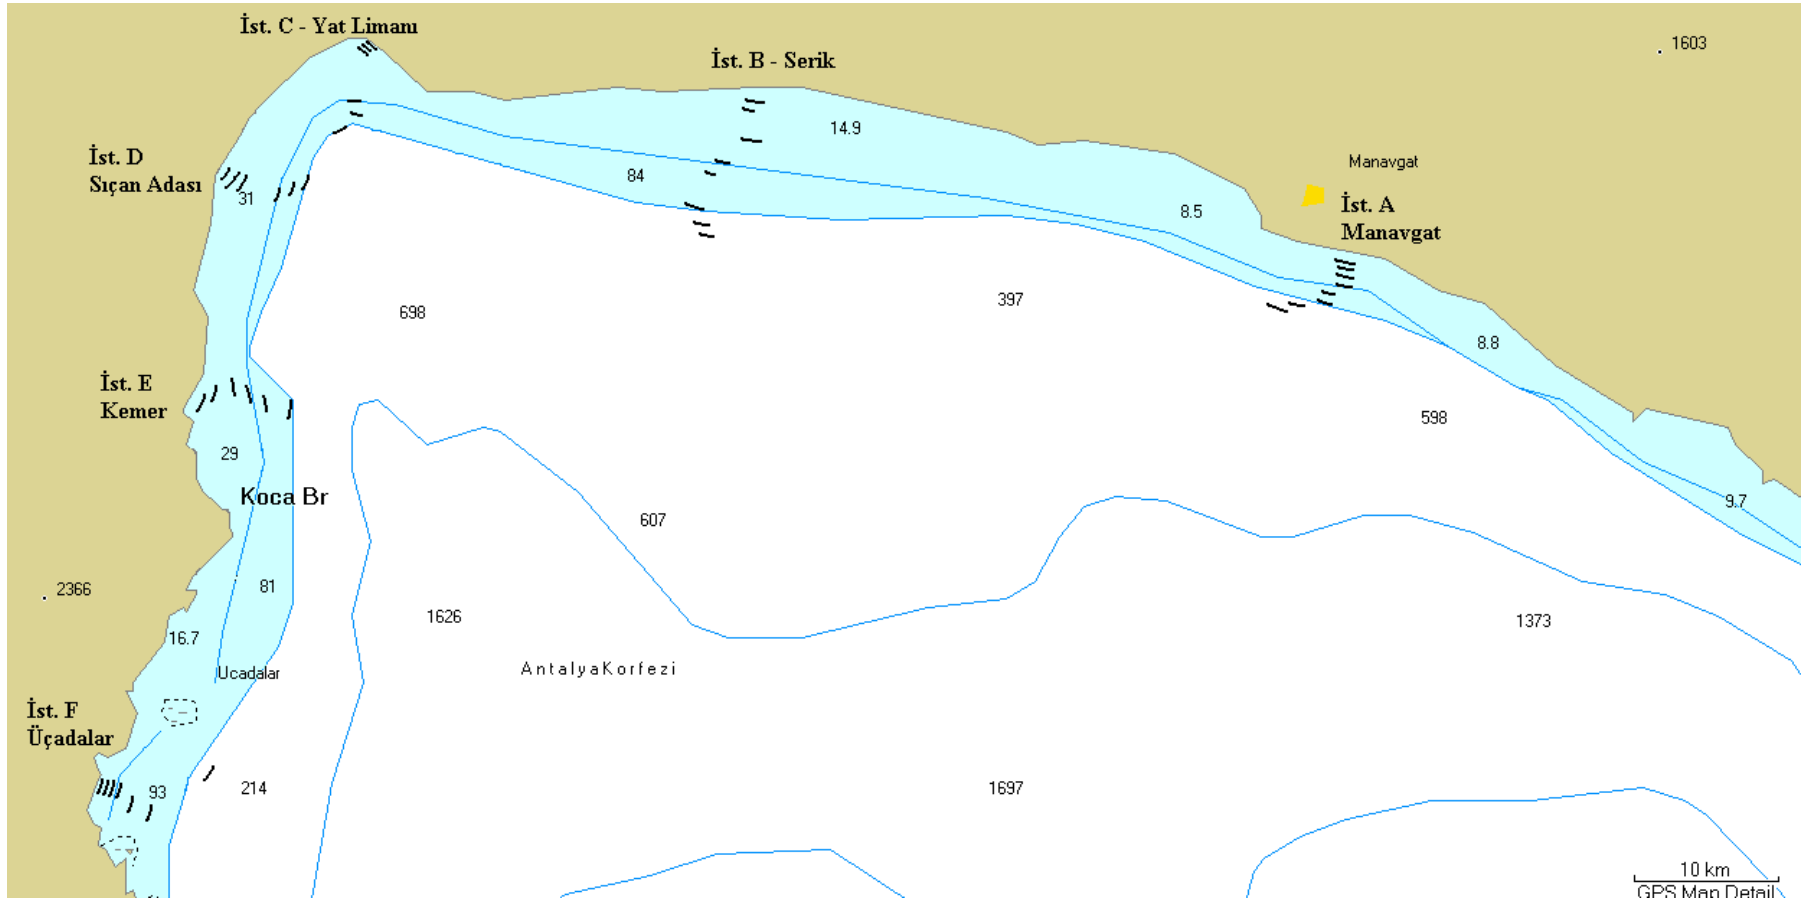 İst. C - Yat Limanı
1603
İst. B - Serik
14.9
İst. D
Sıçan Adası
Manavgat
84
31
8.5
İst. A
Manavgat
698
397
8.8
İst. E
Kemer
598
29
Koca Br
9.7
607
2366
81
1626
1373
16.7
Ucadalar
AntalyaKorfezi
İst. F
Üçadalar
93
214
1697
10 km
GPS Map Detail